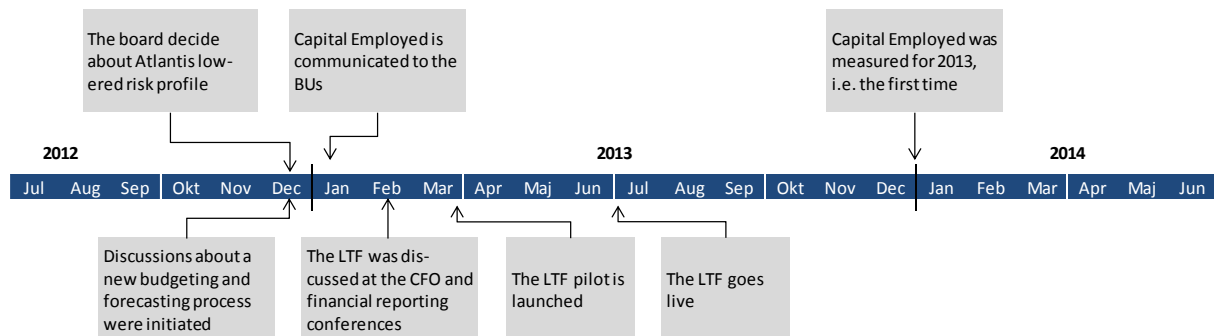 The board decide
about Atlantis low-
ered risk profile
Capital Employed is
communicated to the
BUs
Capital Employed was
measured for 2013,
i.e. the first time
2012
2013
2014
Jul Aug Sep Okt Nov Dec Jan Feb Mar Apr Maj Jun Jul Aug Sep Okt Nov Dec Jan Feb Mar Apr Maj Jun
Discussions about a
new budgeting and
forecasting process
were initiated
The LTF was dis-
cussed at the CFO and
financial reporting
conferences
The LTF pilot is
launched
The LTF goes
live